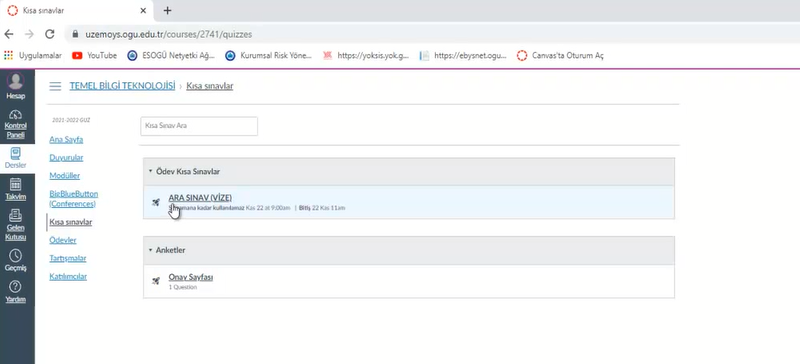 Kısa sınavlar
uzemoys.ogu.edu.tr/courses/2741/quizzes
Uygulamalar YouTube ESOGÜ Netyetki Ağ... Kurumsal Risk Yöne... https://yoksis.yok.g... https://ebysnet.ogu... Canvas'ta Oturum Aç
Hesap
Kontrol Paneli
Dersler
Takvim
Gelen Kutusu
Geçmiş
Yardım
TEMEL BİLGİ TEKNOLOJİSİ › Kısa sınavlar
2021-2022 GUZ
Ana Sayfa
Duyurular
Modüller
BigBlueButton
(Conferences)
Kısa sınavlar
Ödevler
Tartışmalar
Katılımcılar
Kısa Sınav Ara
Ödev Kısa Sınavlar
ARA SINAV (VİZE)
kadar kullanılamaz Kas 22 at 9:00am | Bitiş 22 Kas 11am
Anketler
Onay Sayfası
1 Question